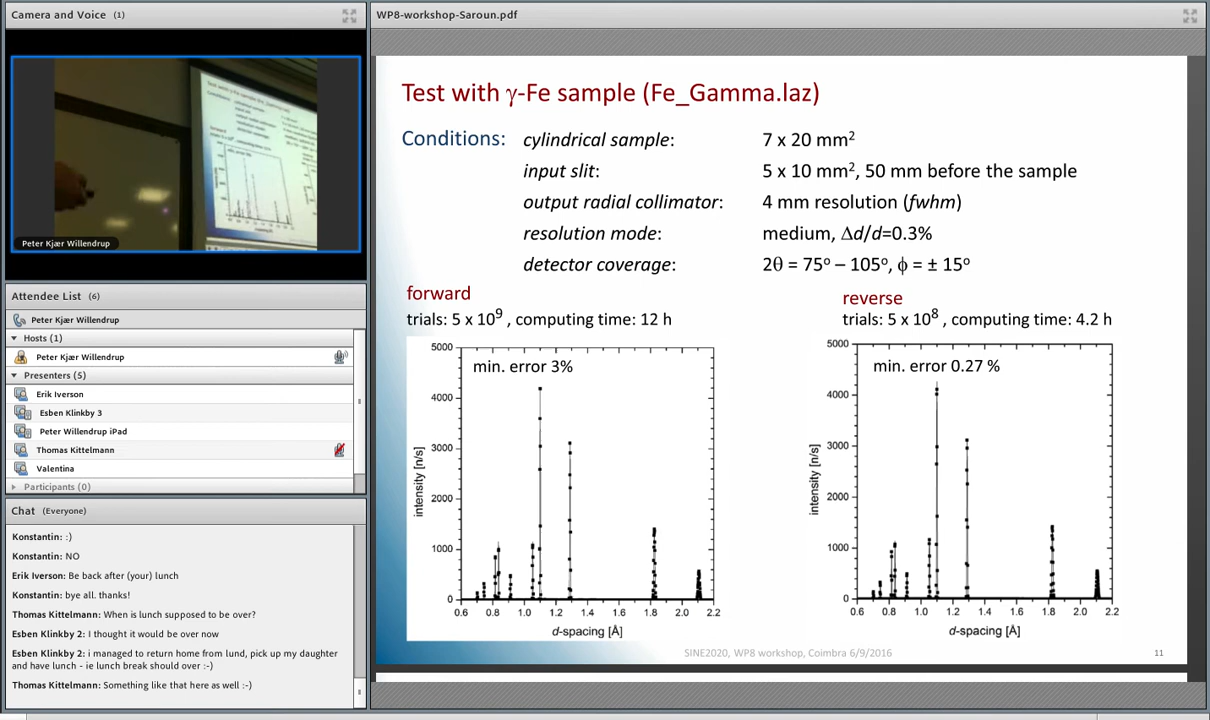 Camera and Voice (1)
Peter Kjær Willendrup
Attendee List (6)
Peter Kjær Willendrup
Hosts (1)
Peter Kjær Willendrup
Presenters (5)
Erik Iverson
Esben Klinkby 3
Peter Willendrup iPad
Thomas Kittelmann
Valentina
Participants (0)
Chat (Everyone)
Konstantin: :)
Konstantin: NO
Erik Iverson: Be back after (your) lunch
Konstantin: bye all. thanks!
Thomas Kittelmann: When is lunch supposed to be over?
Esben Klinkby 2: I thought it would be over now
Esben Klinkby 2: i managed to return home from lund, pick up my daughter
and have lunch - ie lunch break should over :-)
Thomas Kittelmann: Something like that here as well :-)
WP8-workshop-Saroun.pdf
Test with γ-Fe sample (Fe_Gamma.laz)
Conditions: cylindrical sample: 7 x 20 mm²
input slit: 5 x 10 mm², 50 mm before the sample
output radial collimator: 4 mm resolution (fwhm)
resolution mode: medium, Δd/d=0.3%
detector coverage: 2θ = 75° – 105°, ϕ = ± 15°
forward
trials: 5 x 10⁹ , computing time: 12 h
min. error 3%
5000
4000
3000
2000
1000
0
intensity [n/s]
0.6 0.8 1.0 1.2 1.4 1.6 1.8 2.0 2.2
d-spacing [Å]
reverse
trials: 5 x 10⁸ , computing time: 4.2 h
min. error 0.27 %
5000
4000
3000
2000
1000
0
intensity [n/s]
0.6 0.8 1.0 1.2 1.4 1.6 1.8 2.0 2.2
d-spacing [Å]
SINE2020, WP8 workshop, Coimbra 6/9/2016
11